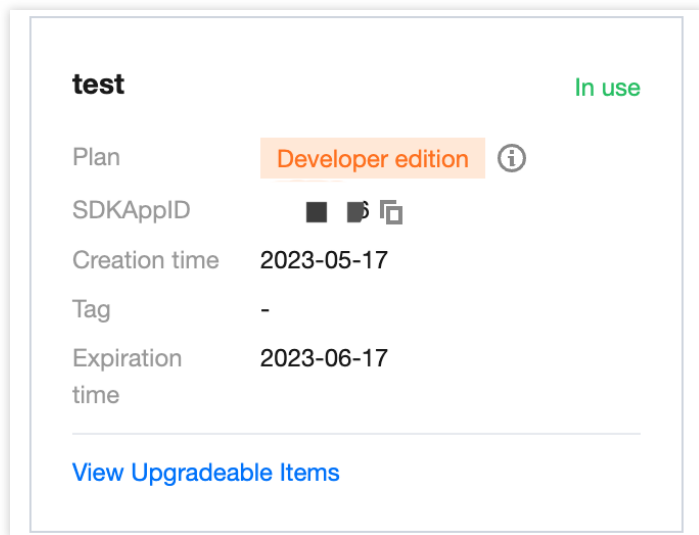 test
In use
Plan Developer edition
SDKAppID
Creation time 2023-05-17
Tag -
Expiration time 2023-06-17
View Upgradeable Items